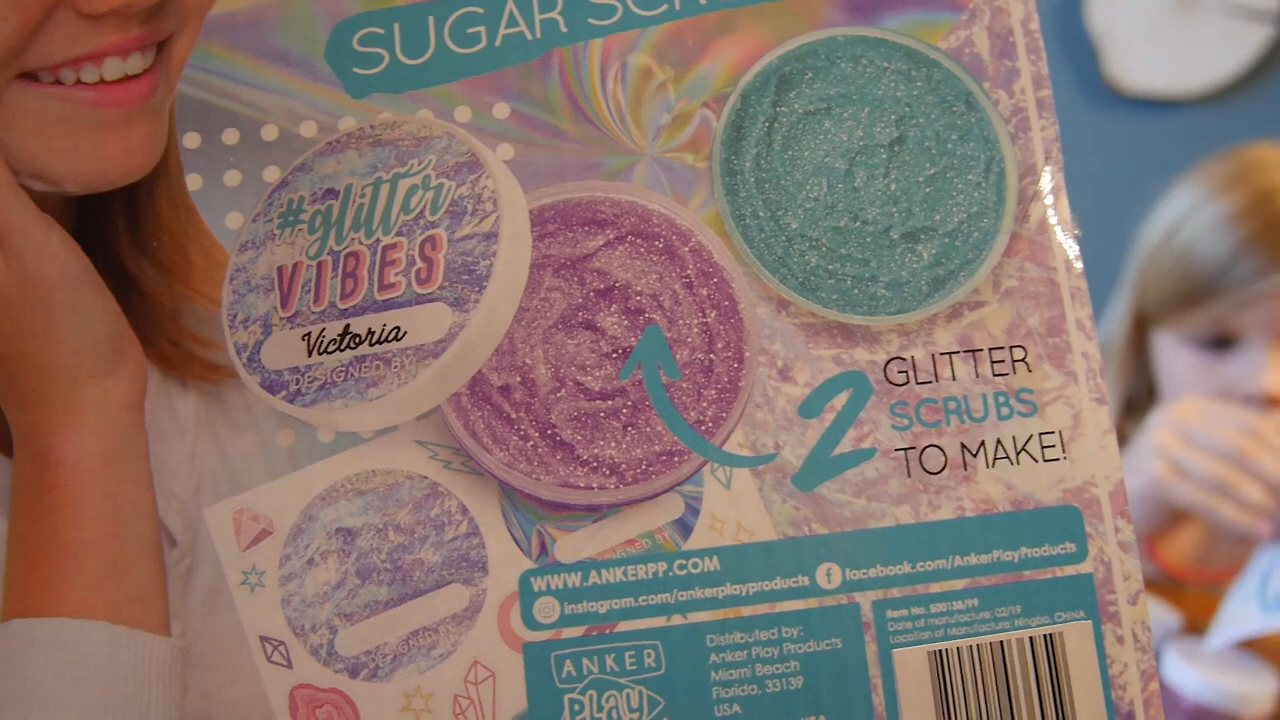 SUGAR
#glitter
VIBES
Victoria
DESIGNED BY:
2
GLITTER
SCRUBS
TO MAKE!
DESIGNED BY:
DESIGNED BY:
WWW.ANKERPP.COM
instagram.com/ankerplayproducts
f facebook.com/AnkerPlayProducts
ANKER
PLAY
Distributed by:
Anker Play Products
Miami Beach
Florida, 33139
USA
Item No. 500138/99
Date of manufacture: 02/19
Location of Manufacture: Ningbo, CHINA